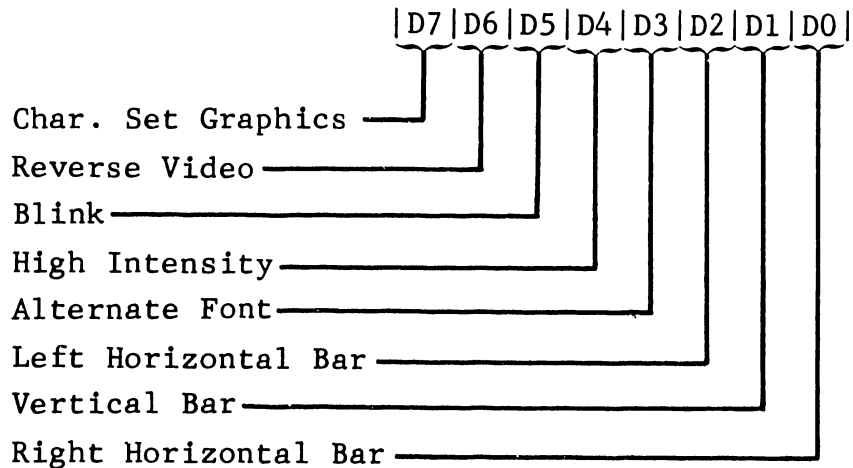 |D7|D6|D5|D4|D3|D2|D1|D0|
Char. Set Graphics
Reverse Video
Blink
High Intensity
Alternate Font
Left Horizontal Bar
Vertical Bar
Right Horizontal Bar